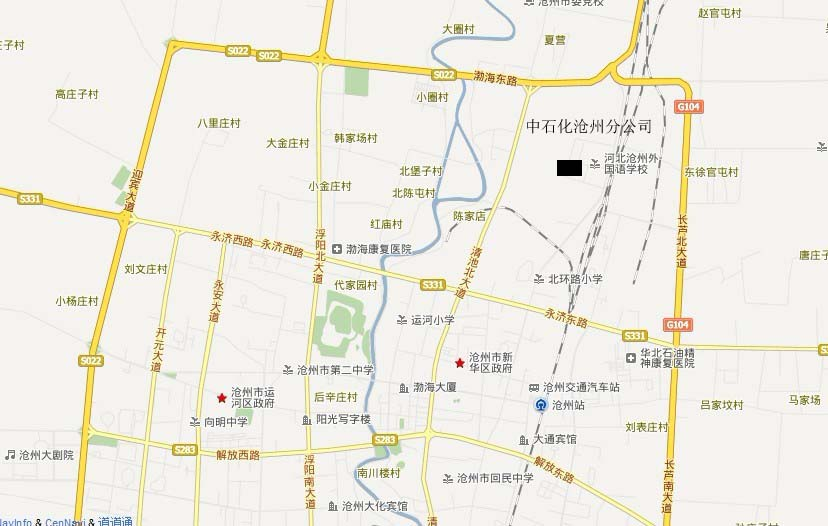 沧州市委党校
赵官屯村
大圈村
夏营
庄子村
S022
S022
S022
渤海东路
高庄子村
小圈村
G104
八里庄村
中石化沧州分公司
韩家场村
大金庄村
河北沧州外
国语学校
北堡子村
东徐官屯村
迎宾大道
小金庄村
北陈屯村
S331
陈家店
红庙村
长芦北大道
永济西路
永济西路
浮阳北大道
渤海康复医院
清池北大道
唐庄子
刘文庄村
北环路小学
永安大道
代家园村
S331
小杨庄村
运河小学
永济东路
G104
开元大道
S331
S3
华北石油精
神康复医院
S022
沧州市新
华区政府
沧州市第二中学
渤海大厦
沧州交通汽车站
沧州市运
河区政府
后辛庄村
沧州站
吕家坟村
马家场
向明中学
阳光写字楼
刘表庄村
大通宾馆
S283
S283
沧州大剧院
解放西路
解放东路
浮阳南大道
南川楼村
沧州市回民中学
长芦南大道
沧州大化宾馆
清
NavInfo & CenNavi & 道道通